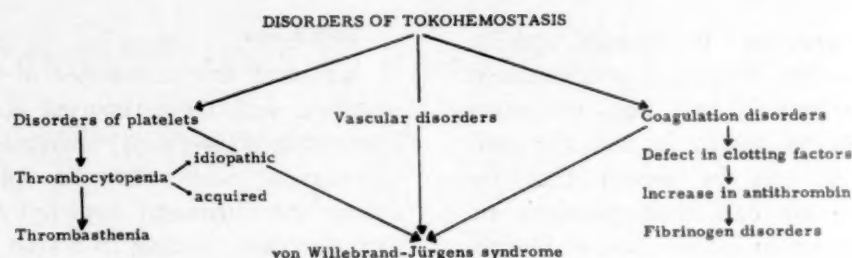 DISORDERS OF TOKOHEMOSTASIS
Disorders of platelets
Vascular disorders
Coagulation disorders
idiopathic
Defect in clotting factors
Thrombocytopenia
acquired
Increase in antithrombin
Thrombasthenia
Fibrinogen disorders
von Willebrand-Jürgens syndrome